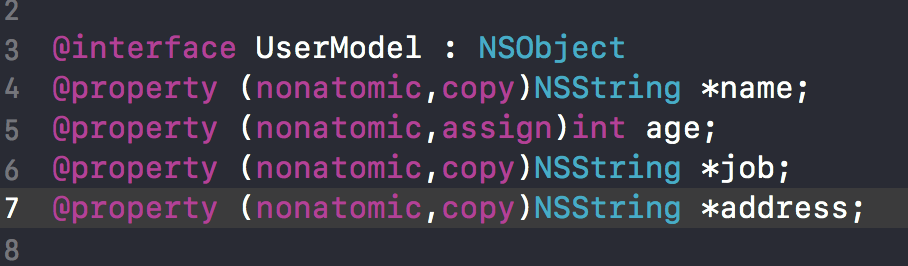 2
3 @interface UserModel : NSObject
4 @property (nonatomic,copy)NSString *name;
5 @property (nonatomic,assign)int age;
6 @property (nonatomic,copy)NSString *job;
7 @property (nonatomic,copy)NSString *address;
8